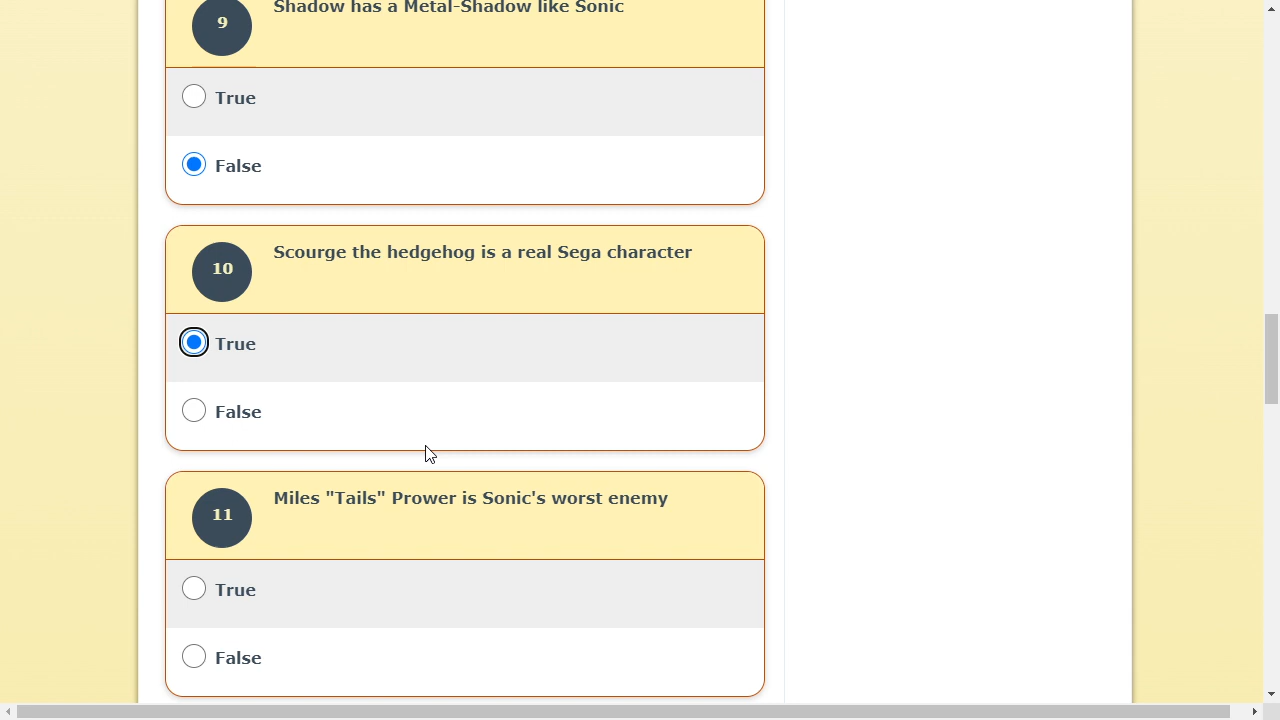 Shadow has a Metal-Shadow like Sonic
9
True
False
Scourge the hedgehog is a real Sega character
10
True
False
Miles "Tails" Prower is Sonic's worst enemy
11
True
False